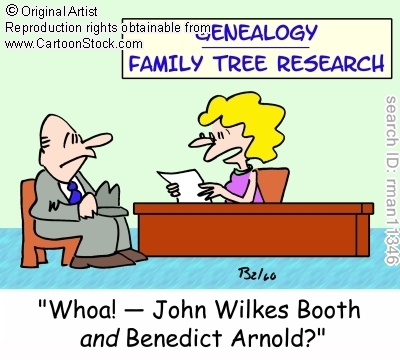 © Original Artist
Reproduction rights obtainable from
www.CartoonStock.com
GENEALOGY
FAMILY TREE RESEARCH
search ID: rman11346
"Whoa! — John Wilkes Booth
and Benedict Arnold?"